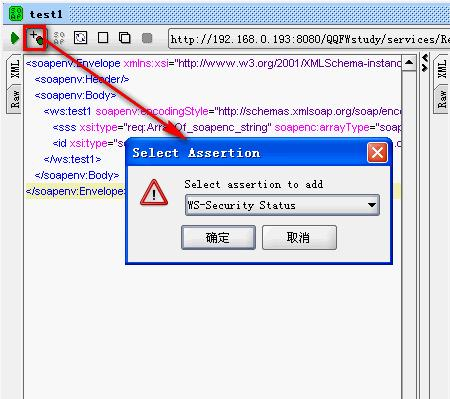 test1
http://192.168.0.193:8080/QQFWstudy/services/Re
XML
Raw
<soapenv:Envelope xmlns:xsi="http://www.w3.org/2001/XMLSchema-instanc
<soapenv:Header/>
<soapenv:Body>
<ws:test1 soapenv:encodingStyle="http://schemas.xmlsoap.org/soap/enco
<sss xsi:type="req:ArrayOf_soapenc_string" soapenc:arrayType="soap
<id xsi:type="so
</ws:test1>
</soapenv:Body>
</soapenv:Envelope>
Select Assertion
Select assertion to add
WS-Security Status
确定
取消
XML
Raw